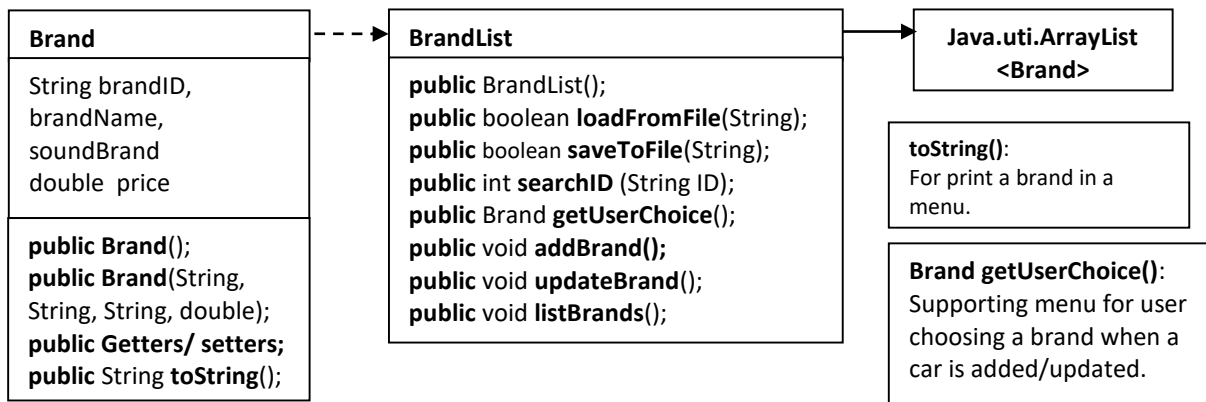 Brand
String brandID,
brandName,
soundBrand
double price
public Brand();
public Brand(String,
String, String, double);
public Getters/ setters;
public String toString();
BrandList
public BrandList();
public boolean loadFromFile(String);
public boolean saveToFile(String);
public int searchID (String ID);
public Brand getUserChoice();
public void addBrand();
public void updateBrand();
public void listBrands();
Java.uti.ArrayList
<Brand>
toString():
For print a brand in a
menu.
Brand getUserChoice():
Supporting menu for user
choosing a brand when a
car is added/updated.